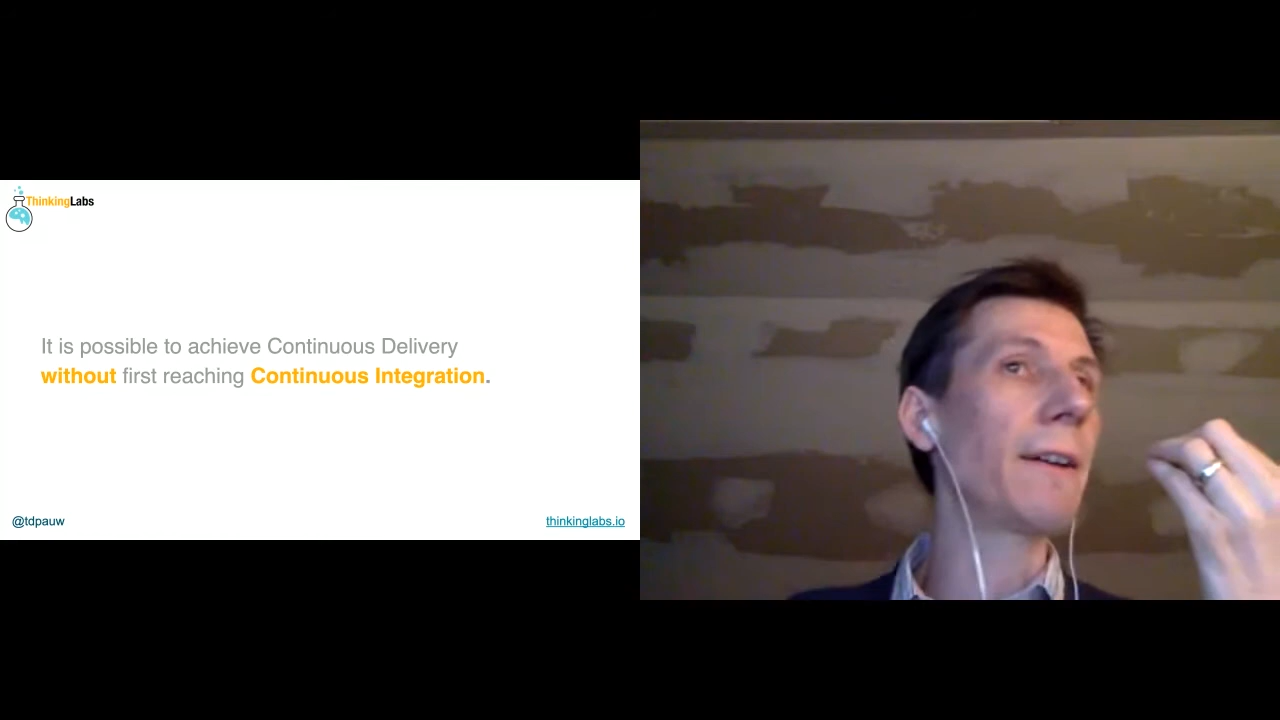 ThinkingLabs
It is possible to achieve Continuous Delivery
without first reaching Continuous Integration.
@tdpauw
thinkinglabs.io